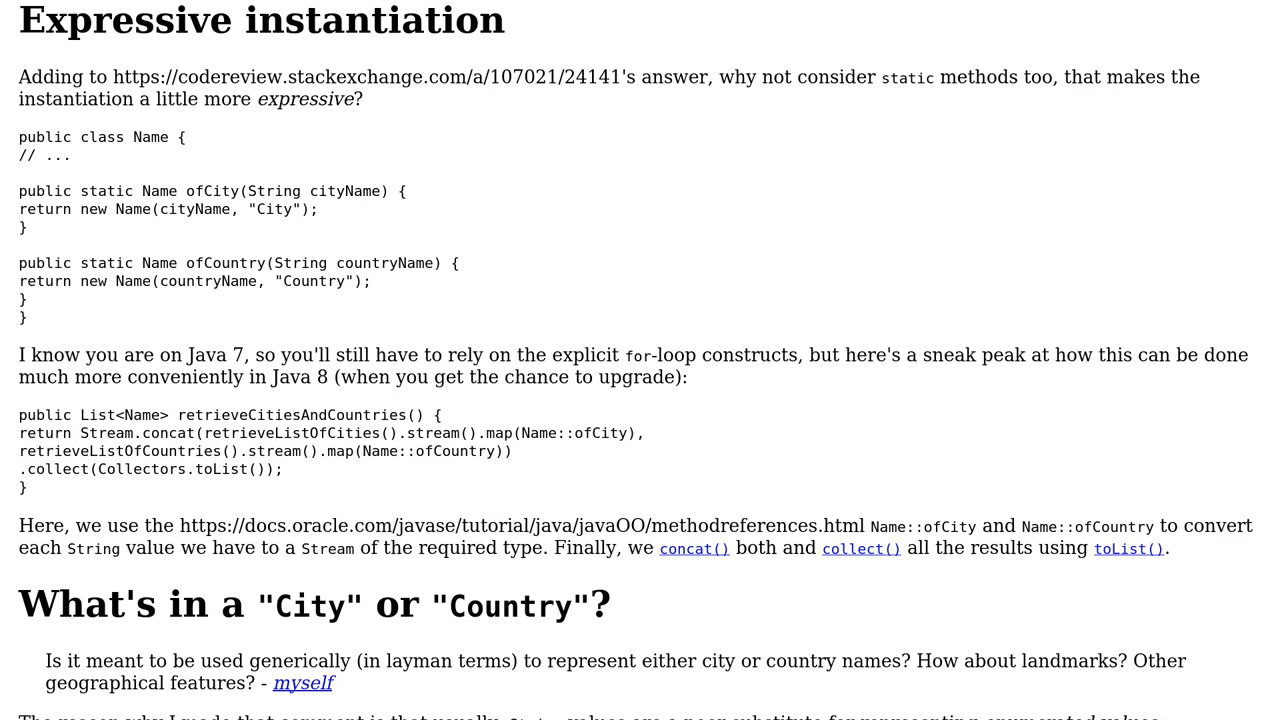 Expressive instantiation
Adding to https://codereview.stackexchange.com/a/107021/24141's answer, why not consider static methods too, that makes the
instantiation a little more expressive?
public class Name {
// ...
public static Name ofCity(String cityName) {
return new Name(cityName, "City");
}
public static Name ofCountry(String countryName) {
return new Name(countryName, "Country");
}
}
I know you are on Java 7, so you'll still have to rely on the explicit for-loop constructs, but here's a sneak peak at how this can be done
much more conveniently in Java 8 (when you get the chance to upgrade):
public List<Name> retrieveCitiesAndCountries() {
return Stream.concat(retrieveListOfCities().stream().map(Name::ofCity),
retrieveListOfCountries().stream().map(Name::ofCountry))
.collect(Collectors.toList());
}
Here, we use the https://docs.oracle.com/javase/tutorial/java/javaOO/methodreferences.html Name::ofCity and Name::ofCountry to convert
each String value we have to a Stream of the required type. Finally, we concat() both and collect() all the results using toList().
What's in a "City" or "Country"?
Is it meant to be used generically (in layman terms) to represent either city or country names? How about landmarks? Other
geographical features? - myself